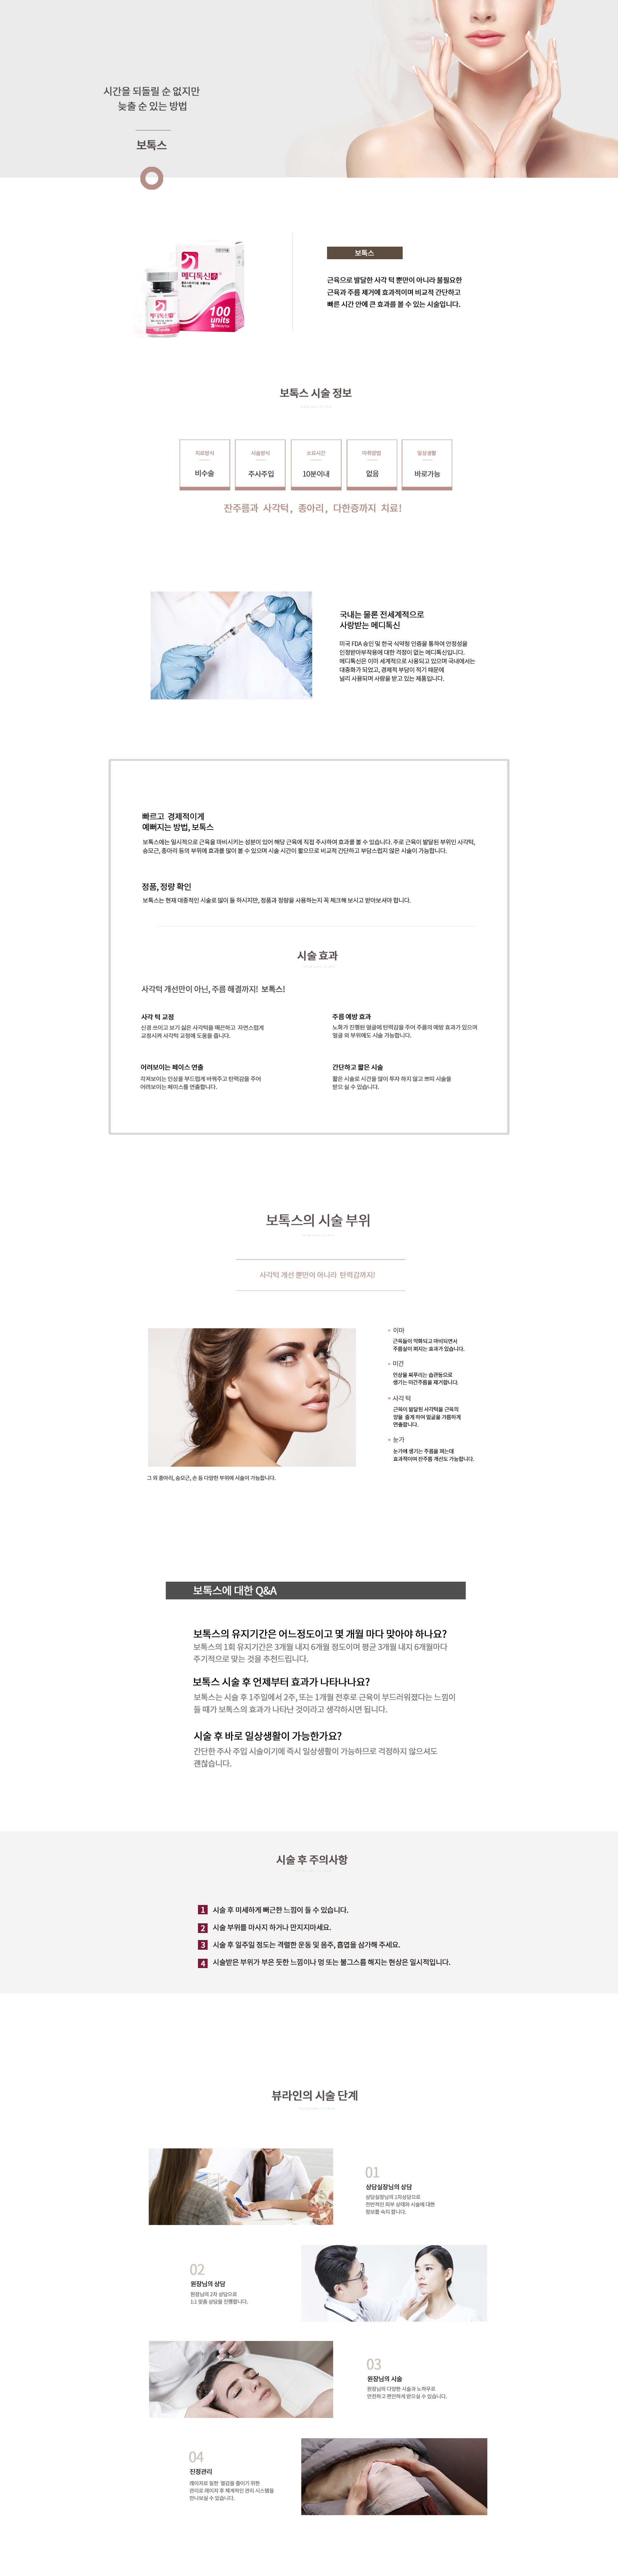 시간을 되돌릴 순 없지만
늦출 순 있는 방법
보톡스
메디톡신주
100
units
Medytox
메디톡신주
보톡스
근육으로 발달한 사각 턱 뿐만이 아니라 불필요한
근육과 주름 제거에 효과적이며 비교적 간단하고
빠른 시간 안에 큰 효과를 볼 수 있는 시술입니다.
보톡스 시술 정보
치료방식
시술방식
소요시간
마취방법
일상생활
비수술
주사주입
10분이내
없음
바로가능
잔주름과 사각턱, 종아리, 다한증까지 치료!
국내는 물론 전세계적으로
사랑받는 메디톡신
미국 FDA 승인 및 한국 식약청 인증을 통하여 안정성을
인정받아부작용에 대한 걱정이 없는 메디톡신입니다.
메디톡신은 이미 세계적으로 사용되고 있으며 국내에서는
대중화가 되었고, 경제적 부담이 적기 때문에
널리 사용되며 사랑을 받고 있는 제품입니다.
빠르고 경제적이게
예뻐지는 방법, 보톡스
보톡스에는 일시적으로 근육을 마비시키는 성분이 있어 해당 근육에 직접 주사하여 효과를 볼 수 있습니다. 주로 근육이 발달된 부위인 사각턱,
승모근, 종아리 등의 부위에 효과를 많이 볼 수 있으며 시술 시간이 짧으므로 비교적 간단하고 부담스럽지 않은 시술이 가능합니다.
정품, 정량 확인
보톡스는 현재 대중적인 시술로 많이 들 하시지만, 정품과 정량을 사용하는지 꼭 체크해 보시고 받아보셔야 합니다.
시술 효과
사각턱 개선만이 아닌, 주름 해결까지! 보톡스!
사각 턱 교정
신경 쓰이고 보기 싫은 사각턱을 매끈하고 자연스럽게
교정시켜 사각턱 교정에 도움을 줍니다.
주름 예방 효과
노화가 진행된 얼굴에 탄력감을 주어 주름의 예방 효과가 있으며
얼굴 외 부위에도 시술 가능합니다.
어려보이는 페이스 연출
각져보이는 인상을 부드럽게 바꿔주고 탄력감을 주어
어려보이는 페이스를 연출합니다.
간단하고 짧은 시술
짧은 시술로 시간을 많이 투자 하지 않고 쁘띠 시술을
받으 실 수 있습니다.
보톡스의 시술 부위
사각턱 개선 뿐만이 아니라 탄력감까지!
이마
근육들이 약화되고 마비되면서
주름살이 펴지는 효과가 있습니다.
미간
인상을 찌푸리는 습관등으로
생기는 미간주름을 제거합니다.
사각 턱
근육이 발달된 사각턱을 근육의
양을 줄게 하여 얼굴을 가름하게
연출합니다.
눈가
눈가에 생기는 주름을 펴는데
효과적이며 잔주름 개선도 가능합니다.
그 외 종아리, 승모근, 손 등 다양한 부위에 시술이 가능합니다.
보톡스에 대한 Q&A
보톡스의 유지기간은 어느정도이고 몇 개월 마다 맞아야 하나요?
보톡스의 1회 유지기간은 3개월 내지 6개월 정도이며 평균 3개월 내지 6개월마다
주기적으로 맞는 것을 추천드립니다.
보톡스 시술 후 언제부터 효과가 나타나나요?
보톡스는 시술 후 1주일에서 2주, 또는 1개월 전후로 근육이 부드러워졌다는 느낌이
들 때가 보톡스의 효과가 나타난 것이라고 생각하시면 됩니다.
시술 후 바로 일상생활이 가능한가요?
간단한 주사 주입 시술이기에 즉시 일상생활이 가능하므로 걱정하지 않으셔도
괜찮습니다.
시술 후 주의사항
1 시술 후 미세하게 뻐근한 느낌이 들 수 있습니다.
2 시술 부위를 마사지 하거나 만지지마세요.
3 시술 후 일주일 정도는 격렬한 운동 및 음주, 흡엽을 삼가해 주세요.
4 시술받은 부위가 부은 듯한 느낌이나 멍 또는 불그스름 해지는 현상은 일시적입니다.
뷰라인의 시술 단계
01
상담실장님의 상담
상담실장님의 1차상담으로
전반적인 피부 상태와 시술에 대한
정보를 숙지 합니다.
02
원장님의 상담
원장님의 2차 상담으로
1:1 맞춤 상담을 진행합니다.
03
원장님의 시술
원장님의 다양한 시술과 노하우로
안전하고 편안하게 받으실 수 있습니다.
04
진정관리
레이저로 일한 열감을 줄이기 위한
관리로 레이저 후 체계적인 관리 시스템을
만나보실 수 있습니다.